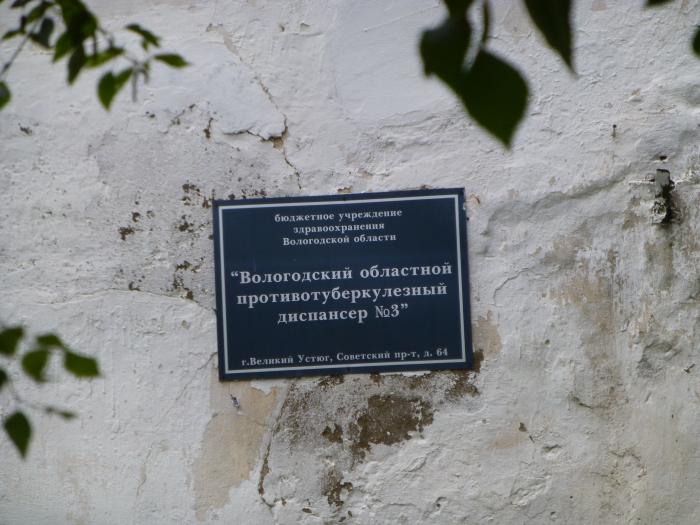 бюджетное учреждение
здравоохранения
Вологодской области
“Вологодский областной
противотуберкулезный
диспансер №3”
г.Великий Устюг, Советский пр-т, д. 64